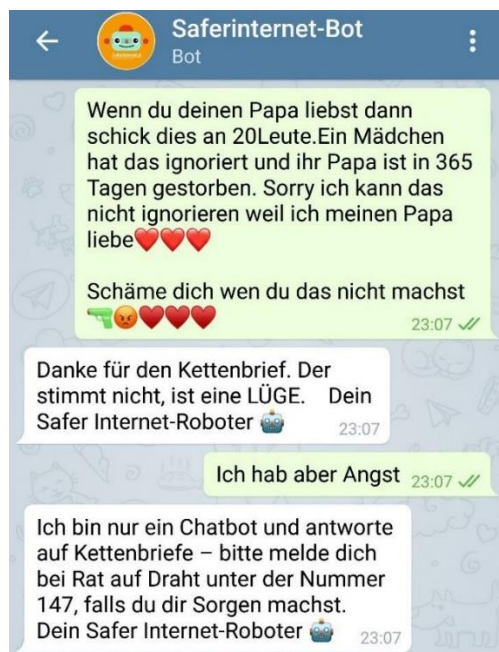 Saferinternet-Bot
Bot
Wenn du deinen Papa liebst dann
schick dies an 20Leute.Ein Mädchen
hat das ignoriert und ihr Papa ist in 365
Tagen gestorben. Sorry ich kann das
nicht ignorieren weil ich meinen Papa
liebe❤️❤️❤️
Schäme dich wen du das nicht machst
🔫😡❤️❤️❤️
23:07
Danke für den Kettenbrief. Der
stimmt nicht, ist eine LÜGE. Dein
Safer Internet-Roboter 🤖
23:07
Ich hab aber Angst 23:07
Ich bin nur ein Chatbot und antworte
auf Kettenbriefe – bitte melde dich
bei Rat auf Draht unter der Nummer
147, falls du dir Sorgen machst.
Dein Safer Internet-Roboter 🤖 23:07